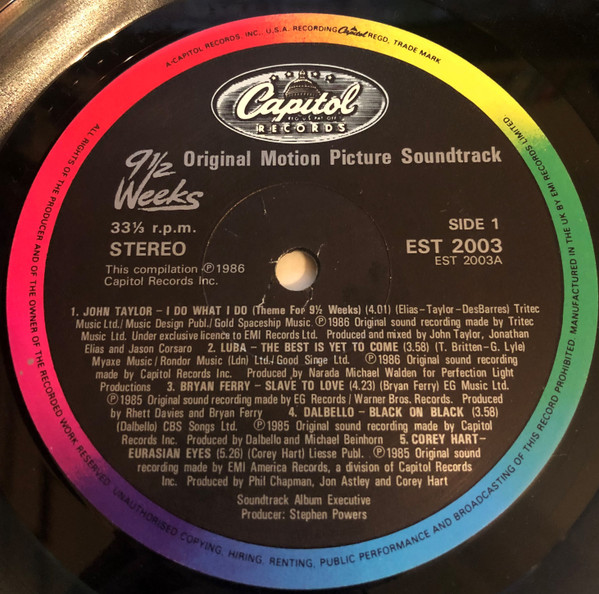 A-CAPITOL RECORDS, INC., U.S.A. RECORDING Capitol REGD, TRADE MARK
ALL RIGHTS OF THE PRODUCER AND OF THE OWNER OF THE RECORDED WORK RESERVED. UNAUTHORISED COPYING, HIRING, RENTING, PUBLIC PERFORMANCE AND BROADCASTING OF THIS RECORD PROHIBITED. MANUFACTURED IN THE UK BY EMI RECORDS LIMITED
Capitol
RECORDS
9½ Weeks
Original Motion Picture Soundtrack
33⅓ r.p.m.
STEREO
This compilation ℗1986
Capitol Records Inc.
SIDE 1
EST 2003
EST 2003A
1. JOHN TAYLOR – I DO WHAT I DO (Theme For 9½ Weeks) (4.01) (Elias–Taylor–DesBarres) Tritec
Music Ltd./Music Design Publ./Gold Spaceship Music ℗1986 Original sound recording made by Tritec
Music Ltd. Under exclusive licence to EMI Records Ltd. Produced and mixed by John Taylor, Jonathan
Elias and Jason Corsaro 2. LUBA – THE BEST IS YET TO COME (3.58) (T. Britten–G. Lyle)
Myaxe Music/Rondor Music (Ldn) Ltd./Good Singe Ltd. ℗1986 Original sound recording made
by Capitol Records Inc. Produced by Narada Michael Walden for Perfection Light
Productions 3. BRYAN FERRY – SLAVE TO LOVE (4.23) (Bryan Ferry) EG Music Ltd.
℗1985 Original sound recording made by EG Records/Warner Bros. Records. Produced
by Rhett Davies and Bryan Ferry 4. DALBELLO – BLACK ON BLACK (3.58)
(Dalbello) CBS Songs Ltd. ℗1985 Original sound recording made by Capitol
Records Inc. Produced by Dalbello and Michael Beinhorn 5. COREY HART–
EURASIAN EYES (5.26) (Corey Hart) Liesse Publ. ℗1985 Original sound
recording made by EMI America Records, a division of Capitol Records
Inc. Produced by Phil Chapman, Jon Astley and Corey Hart
Soundtrack Album Executive
Producer: Stephen Powers